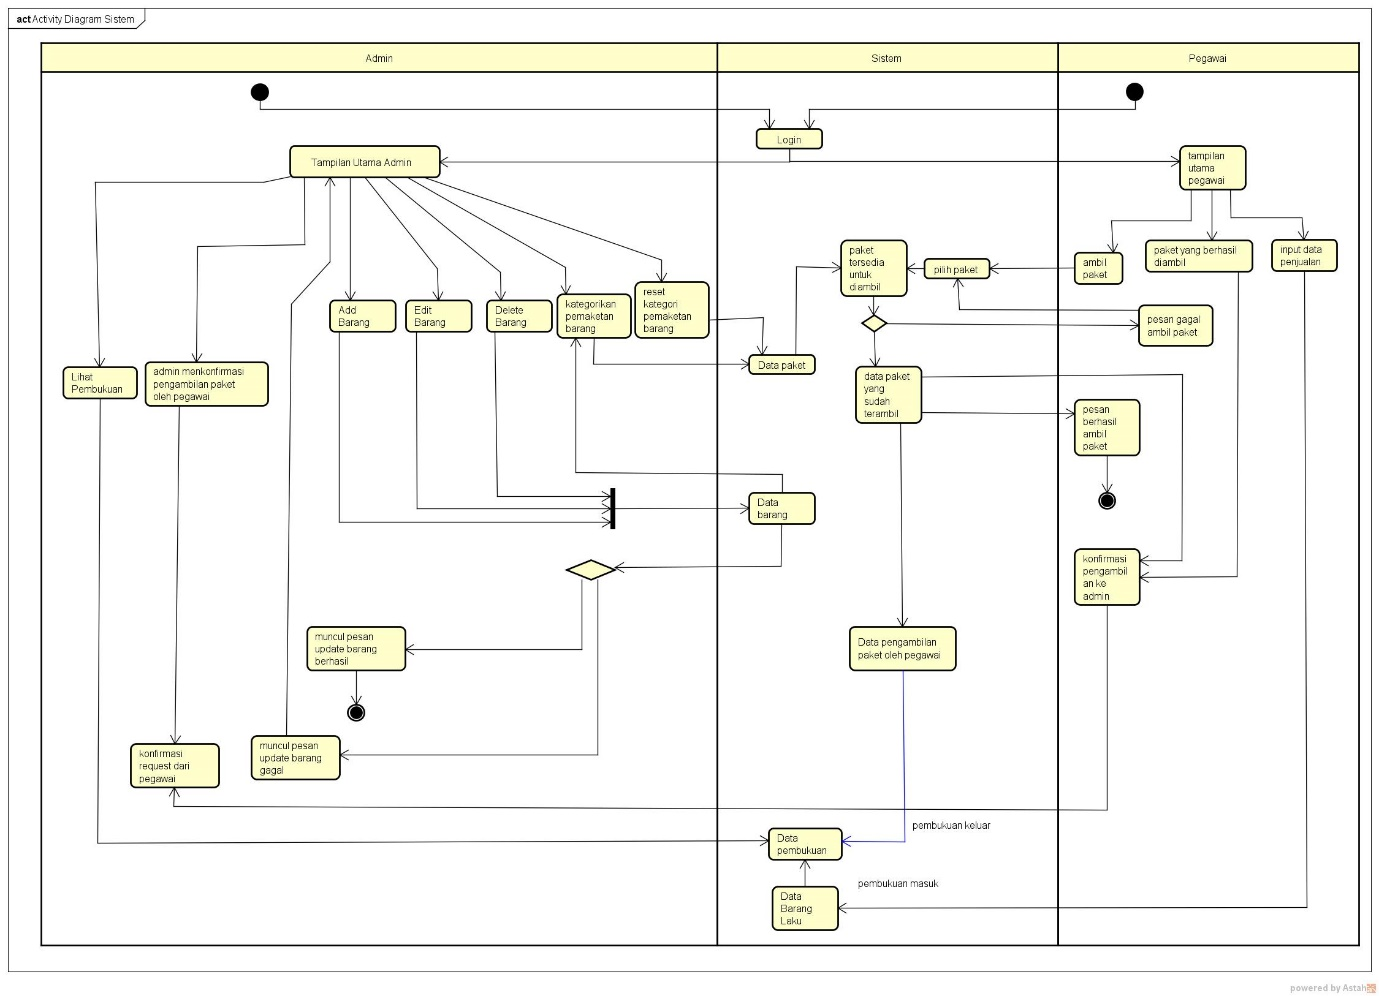 act Activity Diagram Sistem
Admin
Sistem
Pegawai
Login
Tampilan Utama Admin
tampilan
utama
pegawai
paket
tersedia
untuk
diambil
pilih paket
ambil
paket
paket yang berhasil
diambil
input data
penjualan
Add
Barang
Edit
Barang
Delete
Barang
kategorikan
pemaketan
barang
reset
kategori
pemaketan
barang
pesan gagal
ambil paket
Data paket
Lihat
Pembukuan
admin menkonfirmasi
pengambilan paket
oleh pegawai
data paket
yang
sudah
terambil
pesan
berhasil
ambil
paket
Data
barang
konfirmasi
pengambil
an ke
admin
muncul pesan
update barang
berhasil
Data pengambilan
paket oleh pegawai
konfirmasi
request dari
pegawai
muncul pesan
update barang
gagal
pembukuan keluar
Data
pembukuan
pembukuan masuk
Data
Barang
Laku
powered by Astah